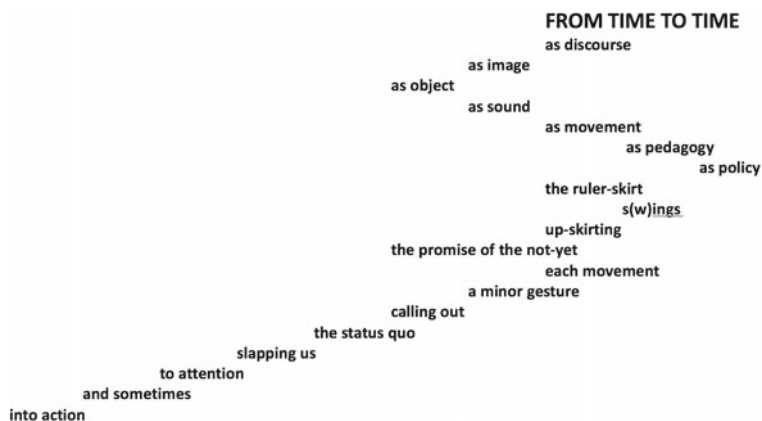 FROM TIME TO TIME
as discourse
as image
as object
as sound
as movement
as pedagogy
as policy
the ruler-skirt
s(w)ings
up-skirting
the promise of the not-yet
each movement
a minor gesture
calling out
the status quo
slapping us
to attention
and sometimes
into action